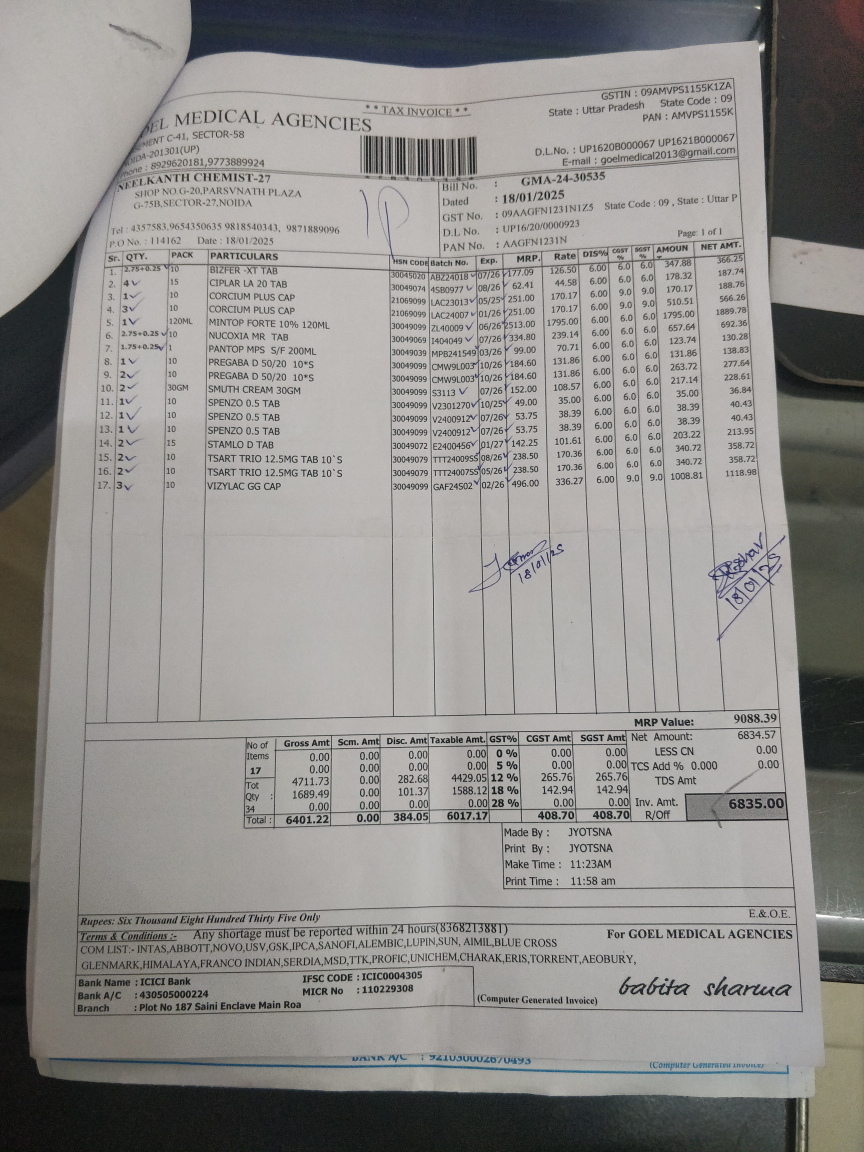 ** TAX INVOICE **
GSTIN : 09AMVPS1155K1ZA
State : Uttar Pradesh State Code : 09
PAN : AMVPS1155K
OEL MEDICAL AGENCIES
MENT C-41, SECTOR-58
IDA-201301(UP)
hone : 8929620181,9773889924
D.L.No. : UP1620B000067 UP1621B000067
E-mail : goelmedical2013@gmail.com
NEELKANTH CHEMIST-27
SHOP NO.G-20,PARSVNATH PLAZA
G-75B,SECTOR-27,NOIDA
Tel : 4357583,9654350635 9818540343, 9871889096
P.O No. : 114162 Date : 18/01/2025
Bill No. : GMA-24-30535
Dated : 18/01/2025
GST No. : 09AAGFN1231N1Z5 State Code : 09 , State : Uttar P
D.L No. : UP16/20/0000923
PAN No. : AAGFN1231N
Page: 1 of 1
Sr. QTY. PACK PARTICULARS HSN CODE Batch No. Exp. MRP. Rate DIS% CGST % SGST % AMOUN NET AMT.
1. 2.75+0.25 10 BIZFER -XT TAB 30045020 ABZ24018 07/26 177.09 126.50 6.00 6.0 6.0 347.88 366.25
2. 4 15 CIPLAR LA 20 TAB 30049074 45B0977 08/26 62.41 44.58 6.00 6.0 6.0 178.32 187.74
3. 1 10 CORCIUM PLUS CAP 21069099 LAC23013 05/25 251.00 170.17 6.00 9.0 9.0 170.17 188.76
4. 3 10 CORCIUM PLUS CAP 21069099 LAC24007 01/26 251.00 170.17 6.00 9.0 9.0 510.51 566.26
5. 1 120ML MINTOP FORTE 10% 120ML 30049099 ZL40009 06/26 2513.00 1795.00 6.00 6.0 6.0 1795.00 1889.78
6. 2.75+0.25 10 NUCOXIA MR TAB 30049069 I404049 07/26 334.80 239.14 6.00 6.0 6.0 657.64 692.36
7. 1.75+0.25 1 PANTOP MPS S/F 200ML 30049039 MPB241549 03/26 99.00 70.71 6.00 6.0 6.0 123.74 130.28
8. 1 10 PREGABA D 50/20 10*S 30049099 CMW9L003 10/26 184.60 131.86 6.00 6.0 6.0 131.86 138.83
9. 2 10 PREGABA D 50/20 10*S 30049099 CMW9L003 10/26 184.60 131.86 6.00 6.0 6.0 263.72 277.64
10. 2 30GM SMUTH CREAM 30GM 30049099 S3113 07/26 152.00 108.57 6.00 6.0 6.0 217.14 228.61
11. 1 10 SPENZO 0.5 TAB 30049099 V2301270 10/25 49.00 35.00 6.00 6.0 6.0 35.00 36.84
12. 1 10 SPENZO 0.5 TAB 30049099 V2400912 07/26 53.75 38.39 6.00 6.0 6.0 38.39 40.43
13. 1 10 SPENZO 0.5 TAB 30049099 V2400912 07/26 53.75 38.39 6.00 6.0 6.0 38.39 40.43
14. 2 15 STAMLO D TAB 30049072 E2400456 01/27 142.25 101.61 6.00 6.0 6.0 203.22 213.95
15. 2 10 TSART TRIO 12.5MG TAB 10`S 30049079 TTT24009SS 08/26 238.50 170.36 6.00 6.0 6.0 340.72 358.72
16. 2 10 TSART TRIO 12.5MG TAB 10`S 30049079 TTT24007SS 05/26 238.50 170.36 6.00 6.0 6.0 340.72 358.72
17. 3 10 VIZYLAC GG CAP 30049099 GAF24S02 02/26 496.00 336.27 6.00 9.0 9.0 1008.81 1118.98
18/01/25
18/01/25
MRP Value: 9088.39
No of Items 17 Tot Qty : 34
Gross Amt Scm. Amt Disc. Amt Taxable Amt. GST% CGST Amt SGST Amt
0.00 0.00 0.00 0.00 0 % 0.00 0.00
0.00 0.00 0.00 0.00 5 % 0.00 0.00
4711.73 0.00 282.68 4429.05 12 % 265.76 265.76
1689.49 0.00 101.37 1588.12 18 % 142.94 142.94
0.00 0.00 0.00 0.00 28 % 0.00 0.00
Total : 6401.22 0.00 384.05 6017.17 408.70 408.70
Net Amount: 6834.57
LESS CN 0.00
TCS Add % 0.000 0.00
TDS Amt
Inv. Amt. R/Off 6835.00
Made By : JYOTSNA
Print By : JYOTSNA
Make Time : 11:23AM
Print Time : 11:58 am
Rupees: Six Thousand Eight Hundred Thirty Five Only
E.&.O.E.
Terms & Conditions :- Any shortage must be reported within 24 hours(8368213881)
For GOEL MEDICAL AGENCIES
COM LIST:- INTAS,ABBOTT,NOVO,USV,GSK,IPCA,SANOFI,ALEMBIC,LUPIN,SUN, AIMIL,BLUE CROSS
GLENMARK,HIMALAYA,FRANCO INDIAN,SERDIA,MSD,TTK,PROFIC,UNICHEM,CHARAK,ERIS,TORRENT,AEOBURY,
Bank Name : ICICI Bank
IFSC CODE : ICIC0004305
Bank A/C : 430505000224
MICR No : 110229308
Branch : Plot No 187 Saini Enclave Main Roa
(Computer Generated Invoice)
babita sharma
BANK A/C : 921030002670493
(Computer Generated Invoice)